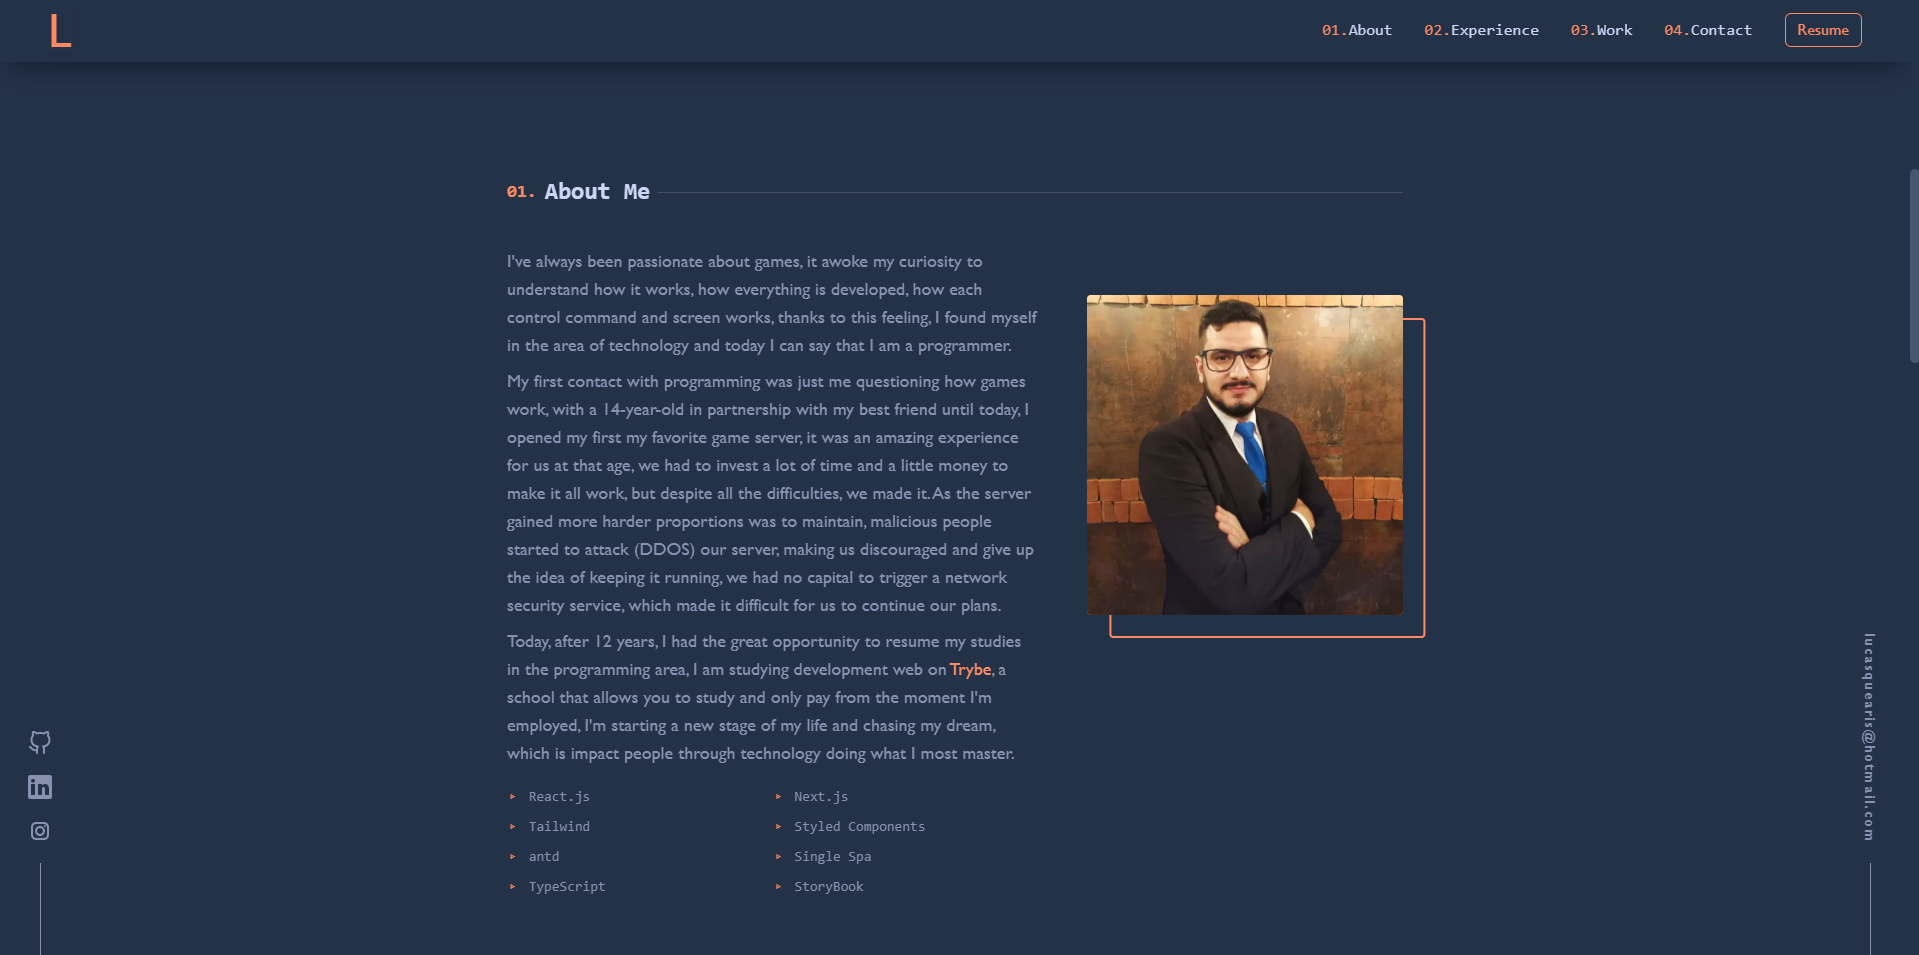 L
01.About 02.Experience 03.Work 04.Contact Resume
01. About Me
I've always been passionate about games, it awoke my curiosity to
understand how it works, how everything is developed, how each
control command and screen works, thanks to this feeling, I found myself
in the area of technology and today I can say that I am a programmer.
My first contact with programming was just me questioning how games
work, with a 14-year-old in partnership with my best friend until today, I
opened my first my favorite game server, it was an amazing experience
for us at that age, we had to invest a lot of time and a little money to
make it all work, but despite all the difficulties, we made it. As the server
gained more harder proportions was to maintain, malicious people
started to attack (DDOS) our server, making us discouraged and give up
the idea of keeping it running, we had no capital to trigger a network
security service, which made it difficult for us to continue our plans.
Today, after 12 years, I had the great opportunity to resume my studies
in the programming area, I am studying development web on Trybe, a
school that allows you to study and only pay from the moment I'm
employed, I'm starting a new stage of my life and chasing my dream,
which is impact people through technology doing what I most master.
React.js
Next.js
Tailwind
Styled Components
antd
Single Spa
TypeScript
StoryBook
in
lucasquearis@hotmail.com